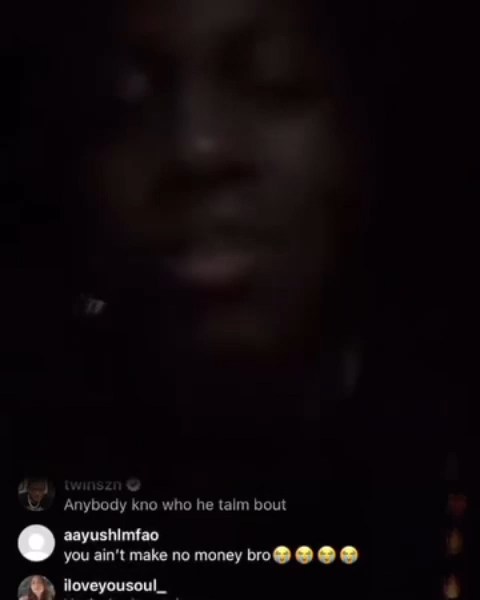 twinszn
Anybody kno who he talm bout
aayushlmfao
you ain't make no money bro😭😭😭😭
iloveyousoul_